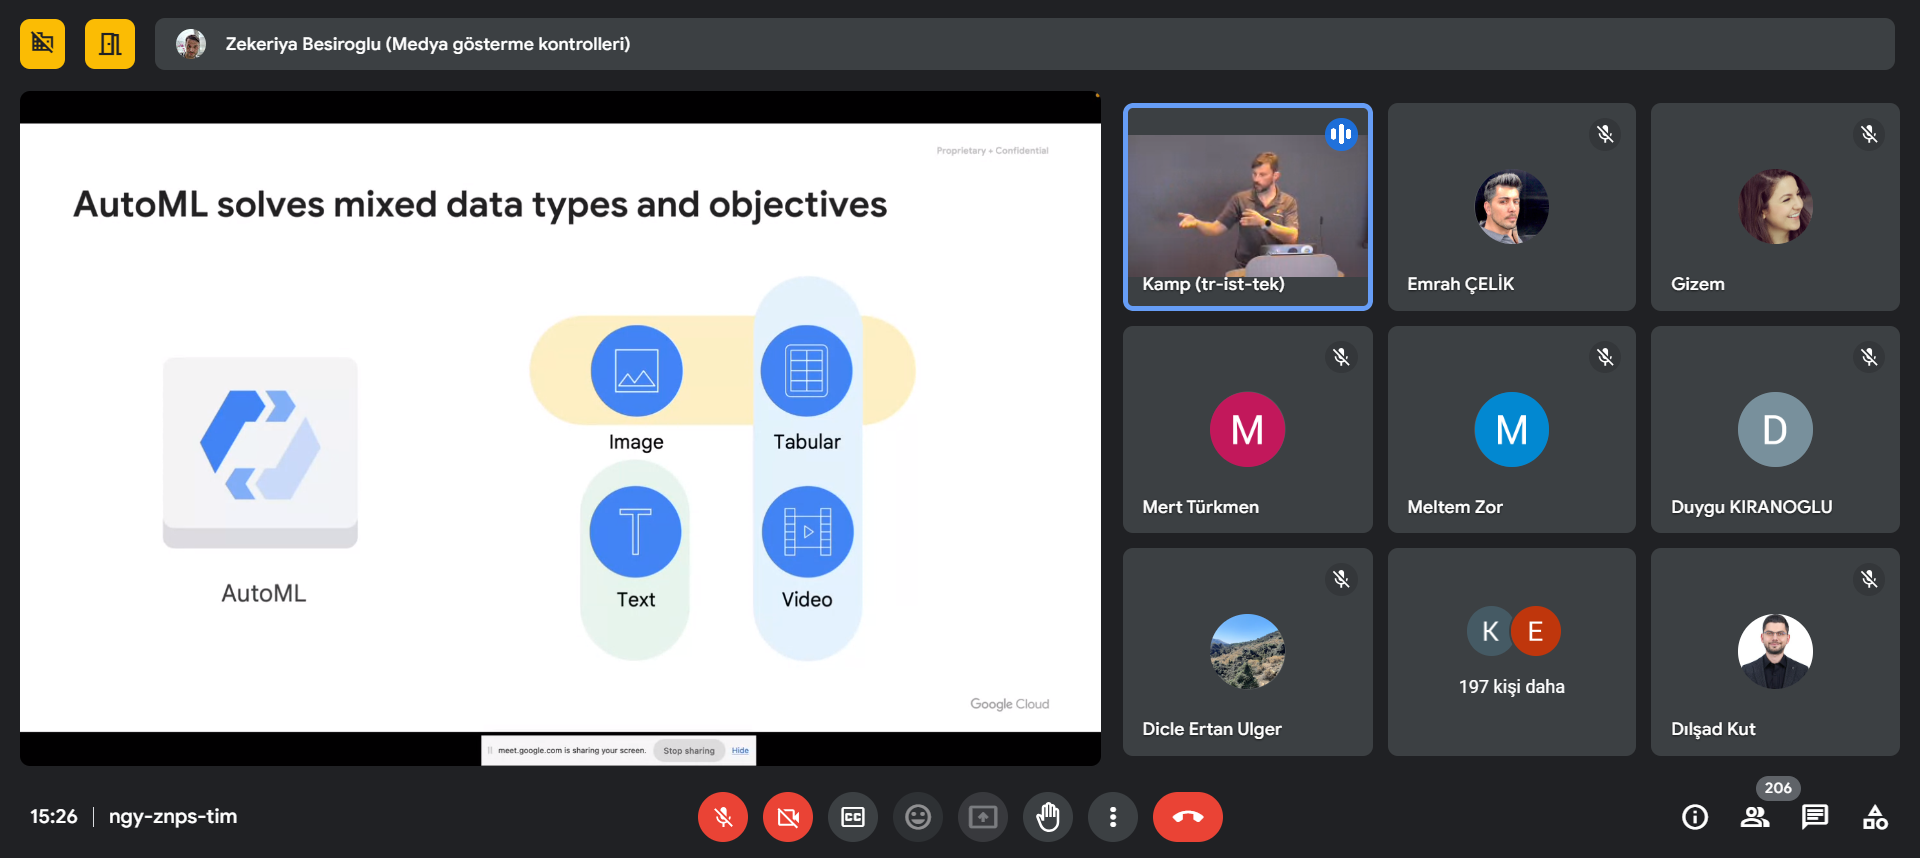 Zekeriya Besiroglu (Medya gösterme kontrolleri)
Proprietary + Confidential
AutoML solves mixed data types and objectives
Image
Tabular
Text
Video
AutoML
Google Cloud
meet.google.com is sharing your screen.
Stop sharing
Hide
Kamp (tr-ist-tek)
Emrah ÇELİK
Gizem
M
Mert Türkmen
M
Meltem Zor
D
Duygu KIRANOGLU
Dicle Ertan Ulger
K E
197 kişi daha
Dılşad Kut
15:26
ngy-znps-tim
CC
206